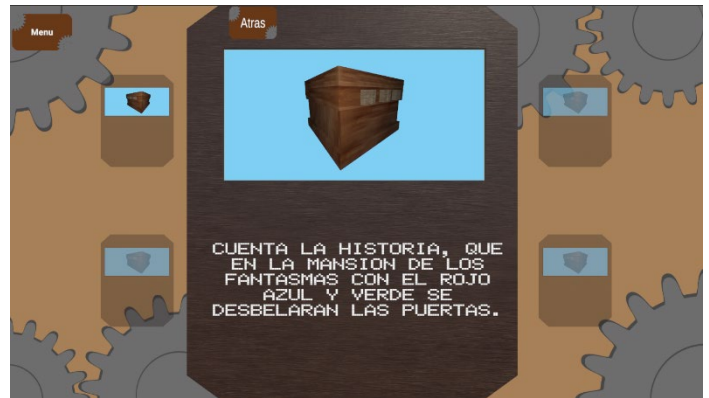 Menu
Atras
CUENTA LA HISTORIA, QUE
EN LA MANSION DE LOS
FANTASMAS CON EL ROJO
AZUL Y VERDE SE
DESBELARAN LAS PUERTAS.